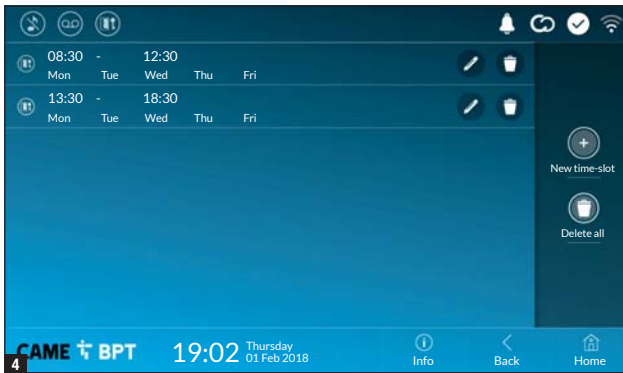 08:30 - 12:30
Mon Tue Wed Thu Fri
13:30 - 18:30
Mon Tue Wed Thu Fri
New time-slot
Delete all
CAME BPT
19:02
Thursday
01 Feb 2018
Info
Back
Home
4